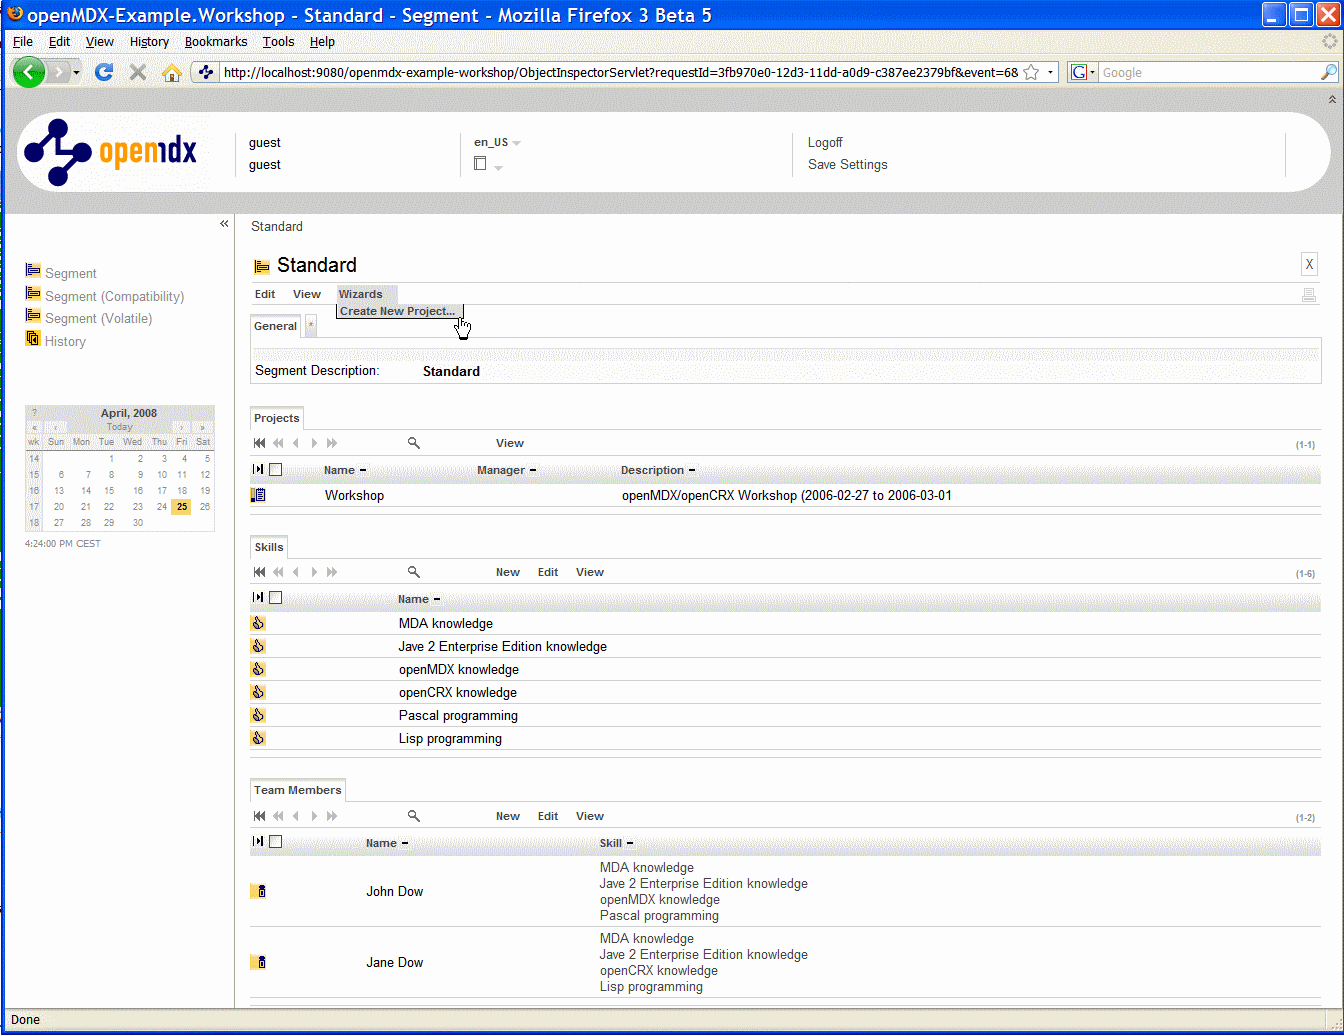 openMDX-Example.Workshop - Standard - Segment - Mozilla Firefox 3 Beta 5
File Edit View History Bookmarks Tools Help
http://localhost:9080/openmdx-example-workshop/ObjectInspectorServlet?requestId=3fb970e0-12d3-11dd-a0d9-c387ee2379bf&event=6& G Google
openmdx
guest en_US Logoff
guest Save Settings
« Standard
Segment
Segment (Compatibility)
Segment (Volatile)
History
? April, 2008
« ‹ Today › »
wk Sun Mon Tue Wed Thu Fri Sat
14 1 2 3 4 5
15 6 7 8 9 10 11 12
16 13 14 15 16 17 18 19
17 20 21 22 23 24 25 26
18 27 28 29 30
4:24:00 PM CEST
Standard X
Edit View Wizards
Create New Project...
General *
Segment Description: Standard
Projects
View (1-1)
Name Manager Description
Workshop openMDX/openCRX Workshop (2006-02-27 to 2006-03-01
Skills
New Edit View (1-6)
Name
MDA knowledge
Jave 2 Enterprise Edition knowledge
openMDX knowledge
openCRX knowledge
Pascal programming
Lisp programming
Team Members
New Edit View (1-2)
Name Skill
John Dow
MDA knowledge
Jave 2 Enterprise Edition knowledge
openMDX knowledge
Pascal programming
Jane Dow
MDA knowledge
Jave 2 Enterprise Edition knowledge
openCRX knowledge
Lisp programming
Done